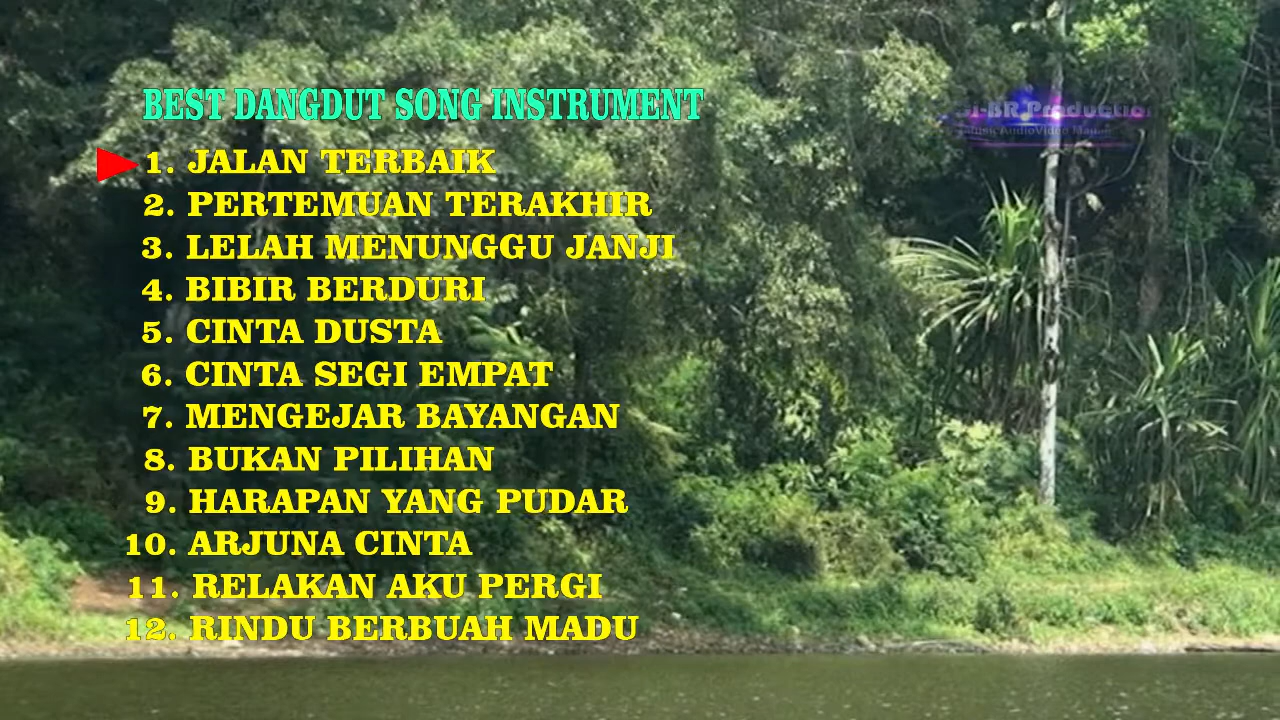 BEST DANGDUT SONG INSTRUMENT
1. JALAN TERBAIK
2. PERTEMUAN TERAKHIR
3. LELAH MENUNGGU JANJI
4. BIBIR BERDURI
5. CINTA DUSTA
6. CINTA SEGI EMPAT
7. MENGEJAR BAYANGAN
8. BUKAN PILIHAN
9. HARAPAN YANG PUDAR
10. ARJUNA CINTA
11. RELAKAN AKU PERGI
12. RINDU BERBUAH MADU